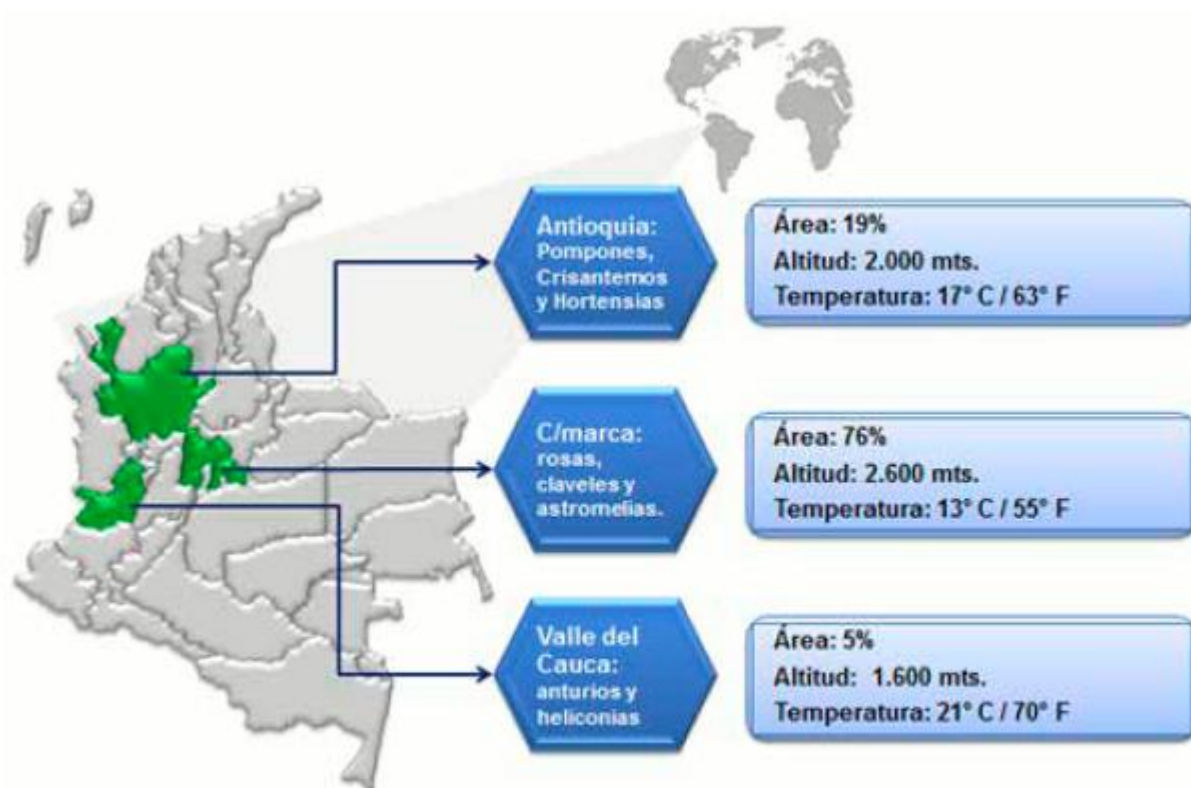 Antioquia:
Pompones,
Crisantemos
y Hortensias
Área: 19%
Altitud: 2.000 mts.
Temperatura: 17° C / 63° F
C/marca:
rosas,
claveles y
astromelias.
Área: 76%
Altitud: 2.600 mts.
Temperatura: 13° C / 55° F
Valle del
Cauca:
anturios y
heliconias
Área: 5%
Altitud: 1.600 mts.
Temperatura: 21° C / 70° F